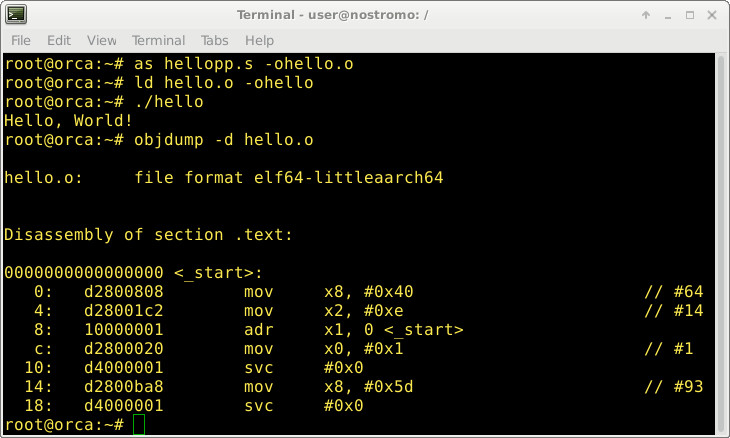 Terminal - user@nostromo: /
File Edit View Terminal Tabs Help
root@orca:~# as hellopp.s -ohello.o
root@orca:~# ld hello.o -ohello
root@orca:~# ./hello
Hello, World!
root@orca:~# objdump -d hello.o
hello.o:     file format elf64-littleaarch64
Disassembly of section .text:
0000000000000000 <_start>:
   0:   d2800808        mov     x8, #0x40                       // #64
   4:   d28001c2        mov     x2, #0xe                        // #14
   8:   10000001        adr     x1, 0 <_start>
   c:   d2800020        mov     x0, #0x1                        // #1
  10:   d4000001        svc     #0x0
  14:   d2800ba8        mov     x8, #0x5d                       // #93
  18:   d4000001        svc     #0x0
root@orca:~#